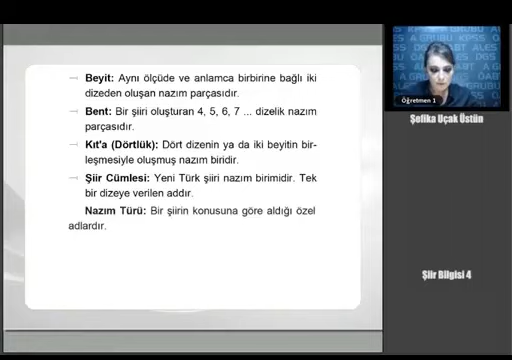 Beyit: Aynı ölçüde ve anlamca birbirine bağlı iki
dizeden oluşan nazım parçasıdır.
Bent: Bir şiiri oluşturan 4, 5, 6, 7 ... dizelik nazım
parçasıdır.
Kıt'a (Dörtlük): Dört dizenin ya da iki beyitin bir-
leşmesiyle oluşmuş nazım biridir.
Şiir Cümlesi: Yeni Türk şiiri nazım birimidir. Tek
bir dizeye verilen addır.
Nazım Türü: Bir şiirin konusuna göre aldığı özel
adlardır.
Öğretmen 1
Şefika Uçak Üstün
Şiir Bilgisi 4